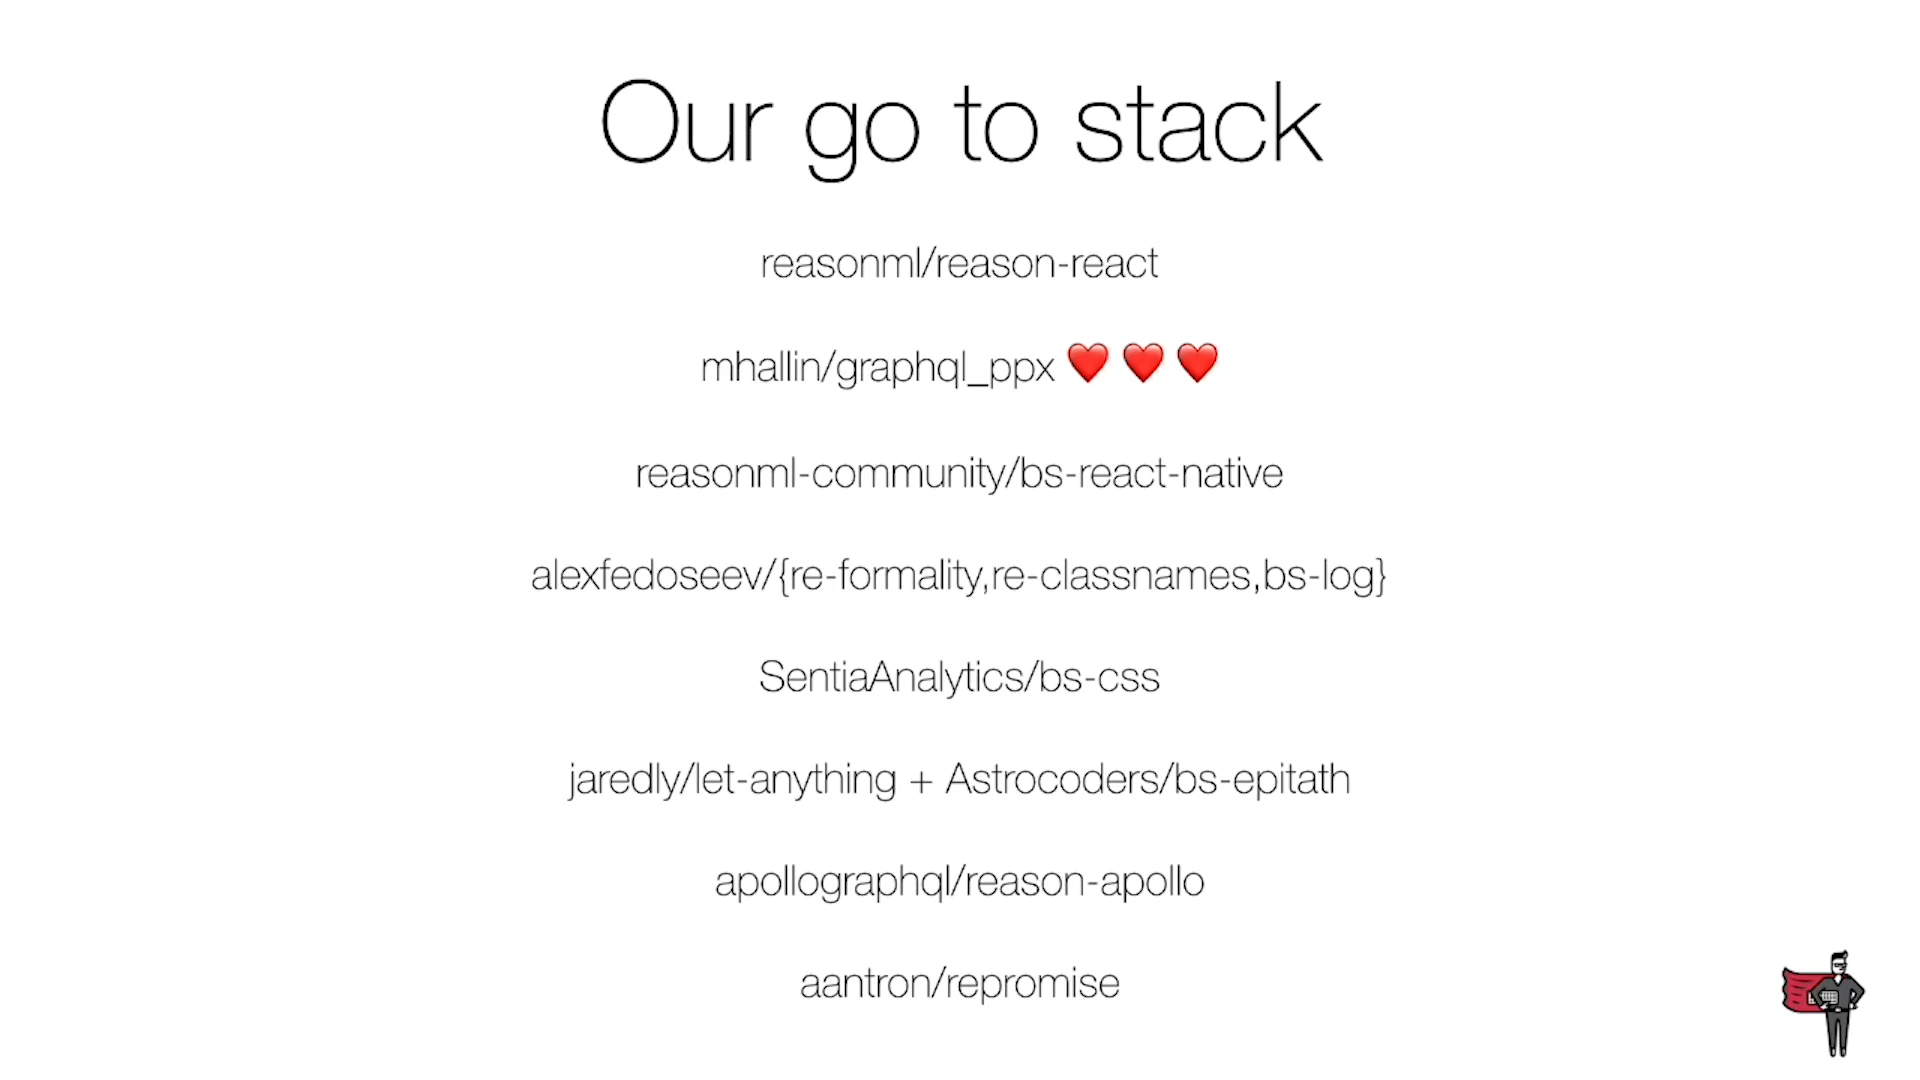 Our go to stack
reasonml/reason-react
mhallin/graphql_ppx ❤️ ❤️ ❤️
reasonml-community/bs-react-native
alexfedoseev/{re-formality,re-classnames,bs-log}
SentiaAnalytics/bs-css
jaredly/let-anything + Astrocoders/bs-epitath
apollographql/reason-apollo
aantron/repromise